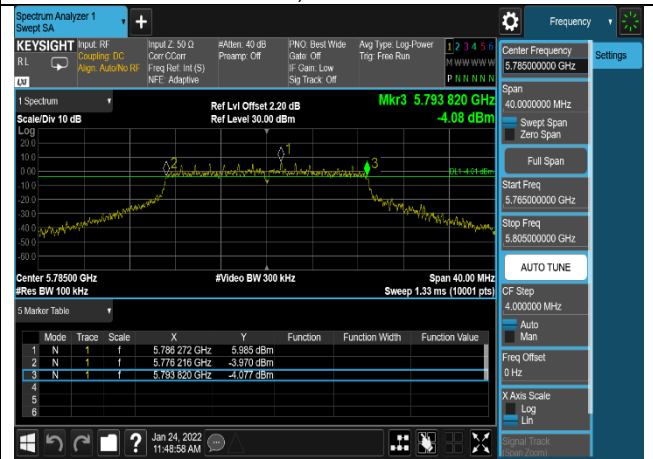 Spectrum Analyzer 1
Swept SA
+
Frequency
KEYSIGHT
RL
LXI
Input: RF
Coupling: DC
Align: Auto/No RF
Input Z: 50 Ω
Corr CCorr
Freq Ref: Int (S)
NFE: Adaptive
#Atten: 40 dB
Preamp: Off
PNO: Best Wide
Gate: Off
IF Gain: Low
Sig Track: Off
Avg Type: Log-Power
Trig: Free Run
1 2 3 4 5 6
M W W W W W
P N N N N N
Center Frequency
5.785000000 GHz
Settings
Span
40.0000000 MHz
Swept Span
Zero Span
Full Span
Start Freq
5.765000000 GHz
Stop Freq
5.805000000 GHz
AUTO TUNE
CF Step
4.000000 MHz
Auto
Man
Freq Offset
0 Hz
X Axis Scale
Log
Lin
Signal Track
(Span Zoom)
1 Spectrum
Scale/Div 10 dB
Ref Lvl Offset 2.20 dB
Ref Level 30.00 dBm
Mkr3 5.793 820 GHz
-4.08 dBm
Log
20.0
10.0
0.00
-10.0
-20.0
-30.0
-40.0
-50.0
-60.0
2
1
3
DL1 -4.01 dBm
Center 5.78500 GHz
#Video BW 300 kHz
Span 40.00 MHz
#Res BW 100 kHz
Sweep 1.33 ms (10001 pts)
5 Marker Table
Mode Trace Scale X Y Function Function Width Function Value
1 N 1 f 5.786 272 GHz 5.985 dBm
2 N 1 f 5.776 216 GHz -3.970 dBm
3 N 1 f 5.793 820 GHz -4.077 dBm
4
5
6
?
Jan 24, 2022
11:48:58 AM